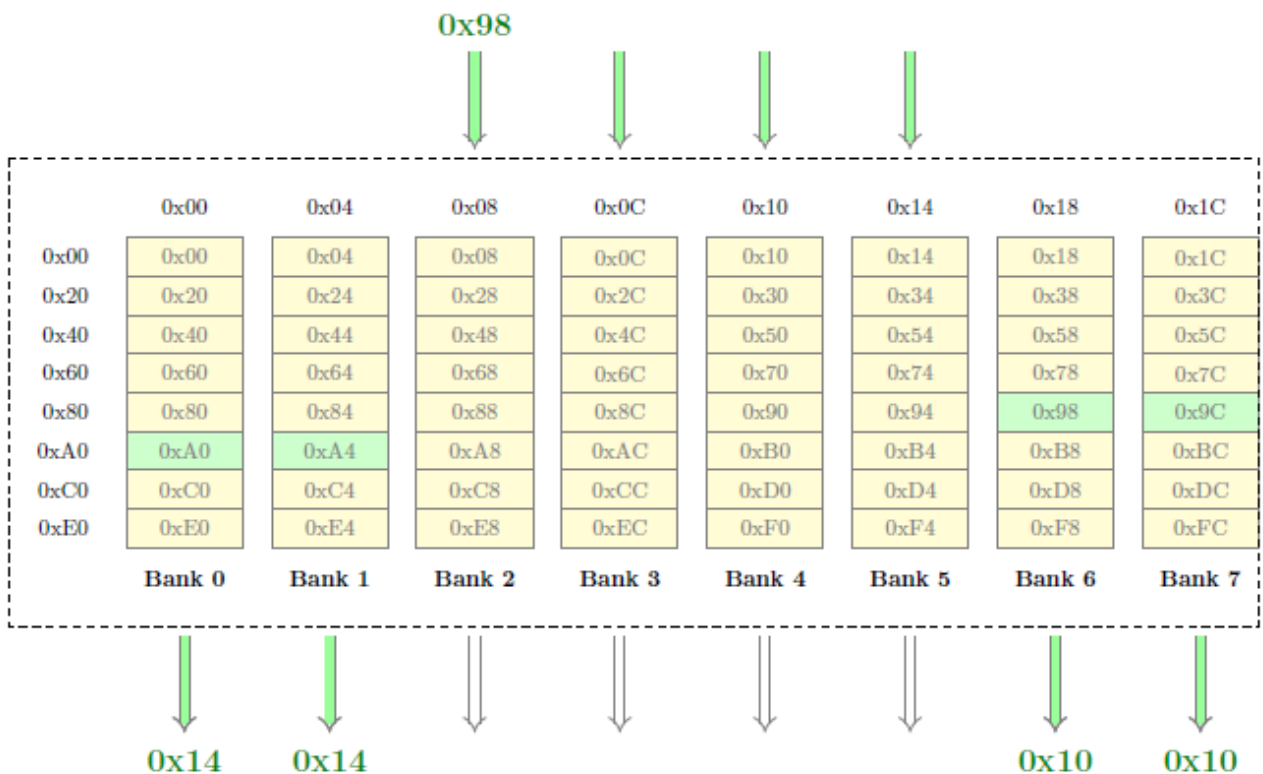 0x98
0x00 0x04 0x08 0x0C 0x10 0x14 0x18 0x1C
0x00 0x00 0x04 0x08 0x0C 0x10 0x14 0x18 0x1C
0x20 0x20 0x24 0x28 0x2C 0x30 0x34 0x38 0x3C
0x40 0x40 0x44 0x48 0x4C 0x50 0x54 0x58 0x5C
0x60 0x60 0x64 0x68 0x6C 0x70 0x74 0x78 0x7C
0x80 0x80 0x84 0x88 0x8C 0x90 0x94 0x98 0x9C
0xA0 0xA0 0xA4 0xA8 0xAC 0xB0 0xB4 0xB8 0xBC
0xC0 0xC0 0xC4 0xC8 0xCC 0xD0 0xD4 0xD8 0xDC
0xE0 0xE0 0xE4 0xE8 0xEC 0xF0 0xF4 0xF8 0xFC
Bank 0 Bank 1 Bank 2 Bank 3 Bank 4 Bank 5 Bank 6 Bank 7
0x14 0x14 0x10 0x10